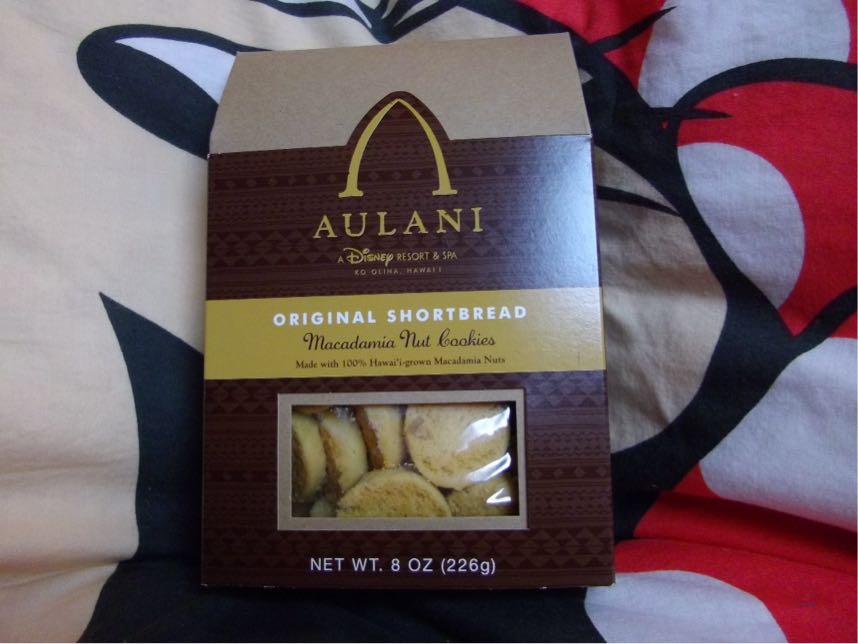 AULANI
A Disney RESORT & SPA
KO OLINA, HAWAI'I
ORIGINAL SHORTBREAD
Macadamia Nut Cookies
Made with 100% Hawai'i-grown Macadamia Nuts
NET WT. 8 OZ (226g)